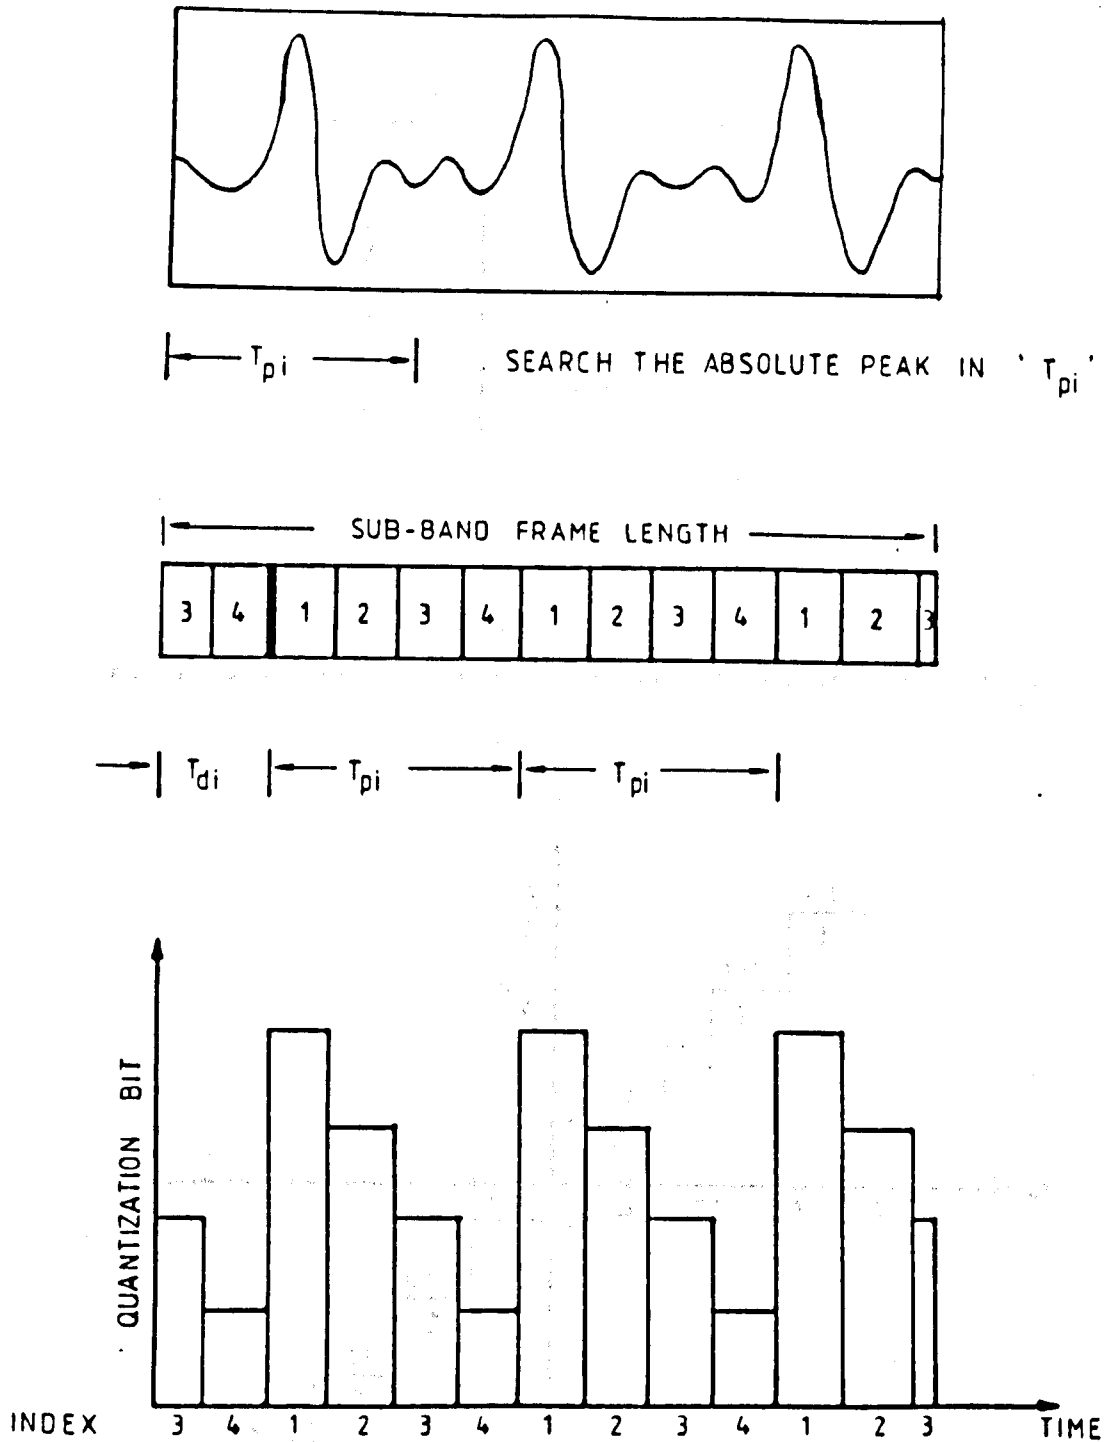 T_pi SEARCH THE ABSOLUTE PEAK IN ' T_pi '
SUB-BAND FRAME LENGTH
3 4 1 2 3 4 1 2 3 4 1 2 3
T_di T_pi T_pi
QUANTIZATION BIT
INDEX 3 4 1 2 3 4 1 2 3 4 1 2 3 TIME